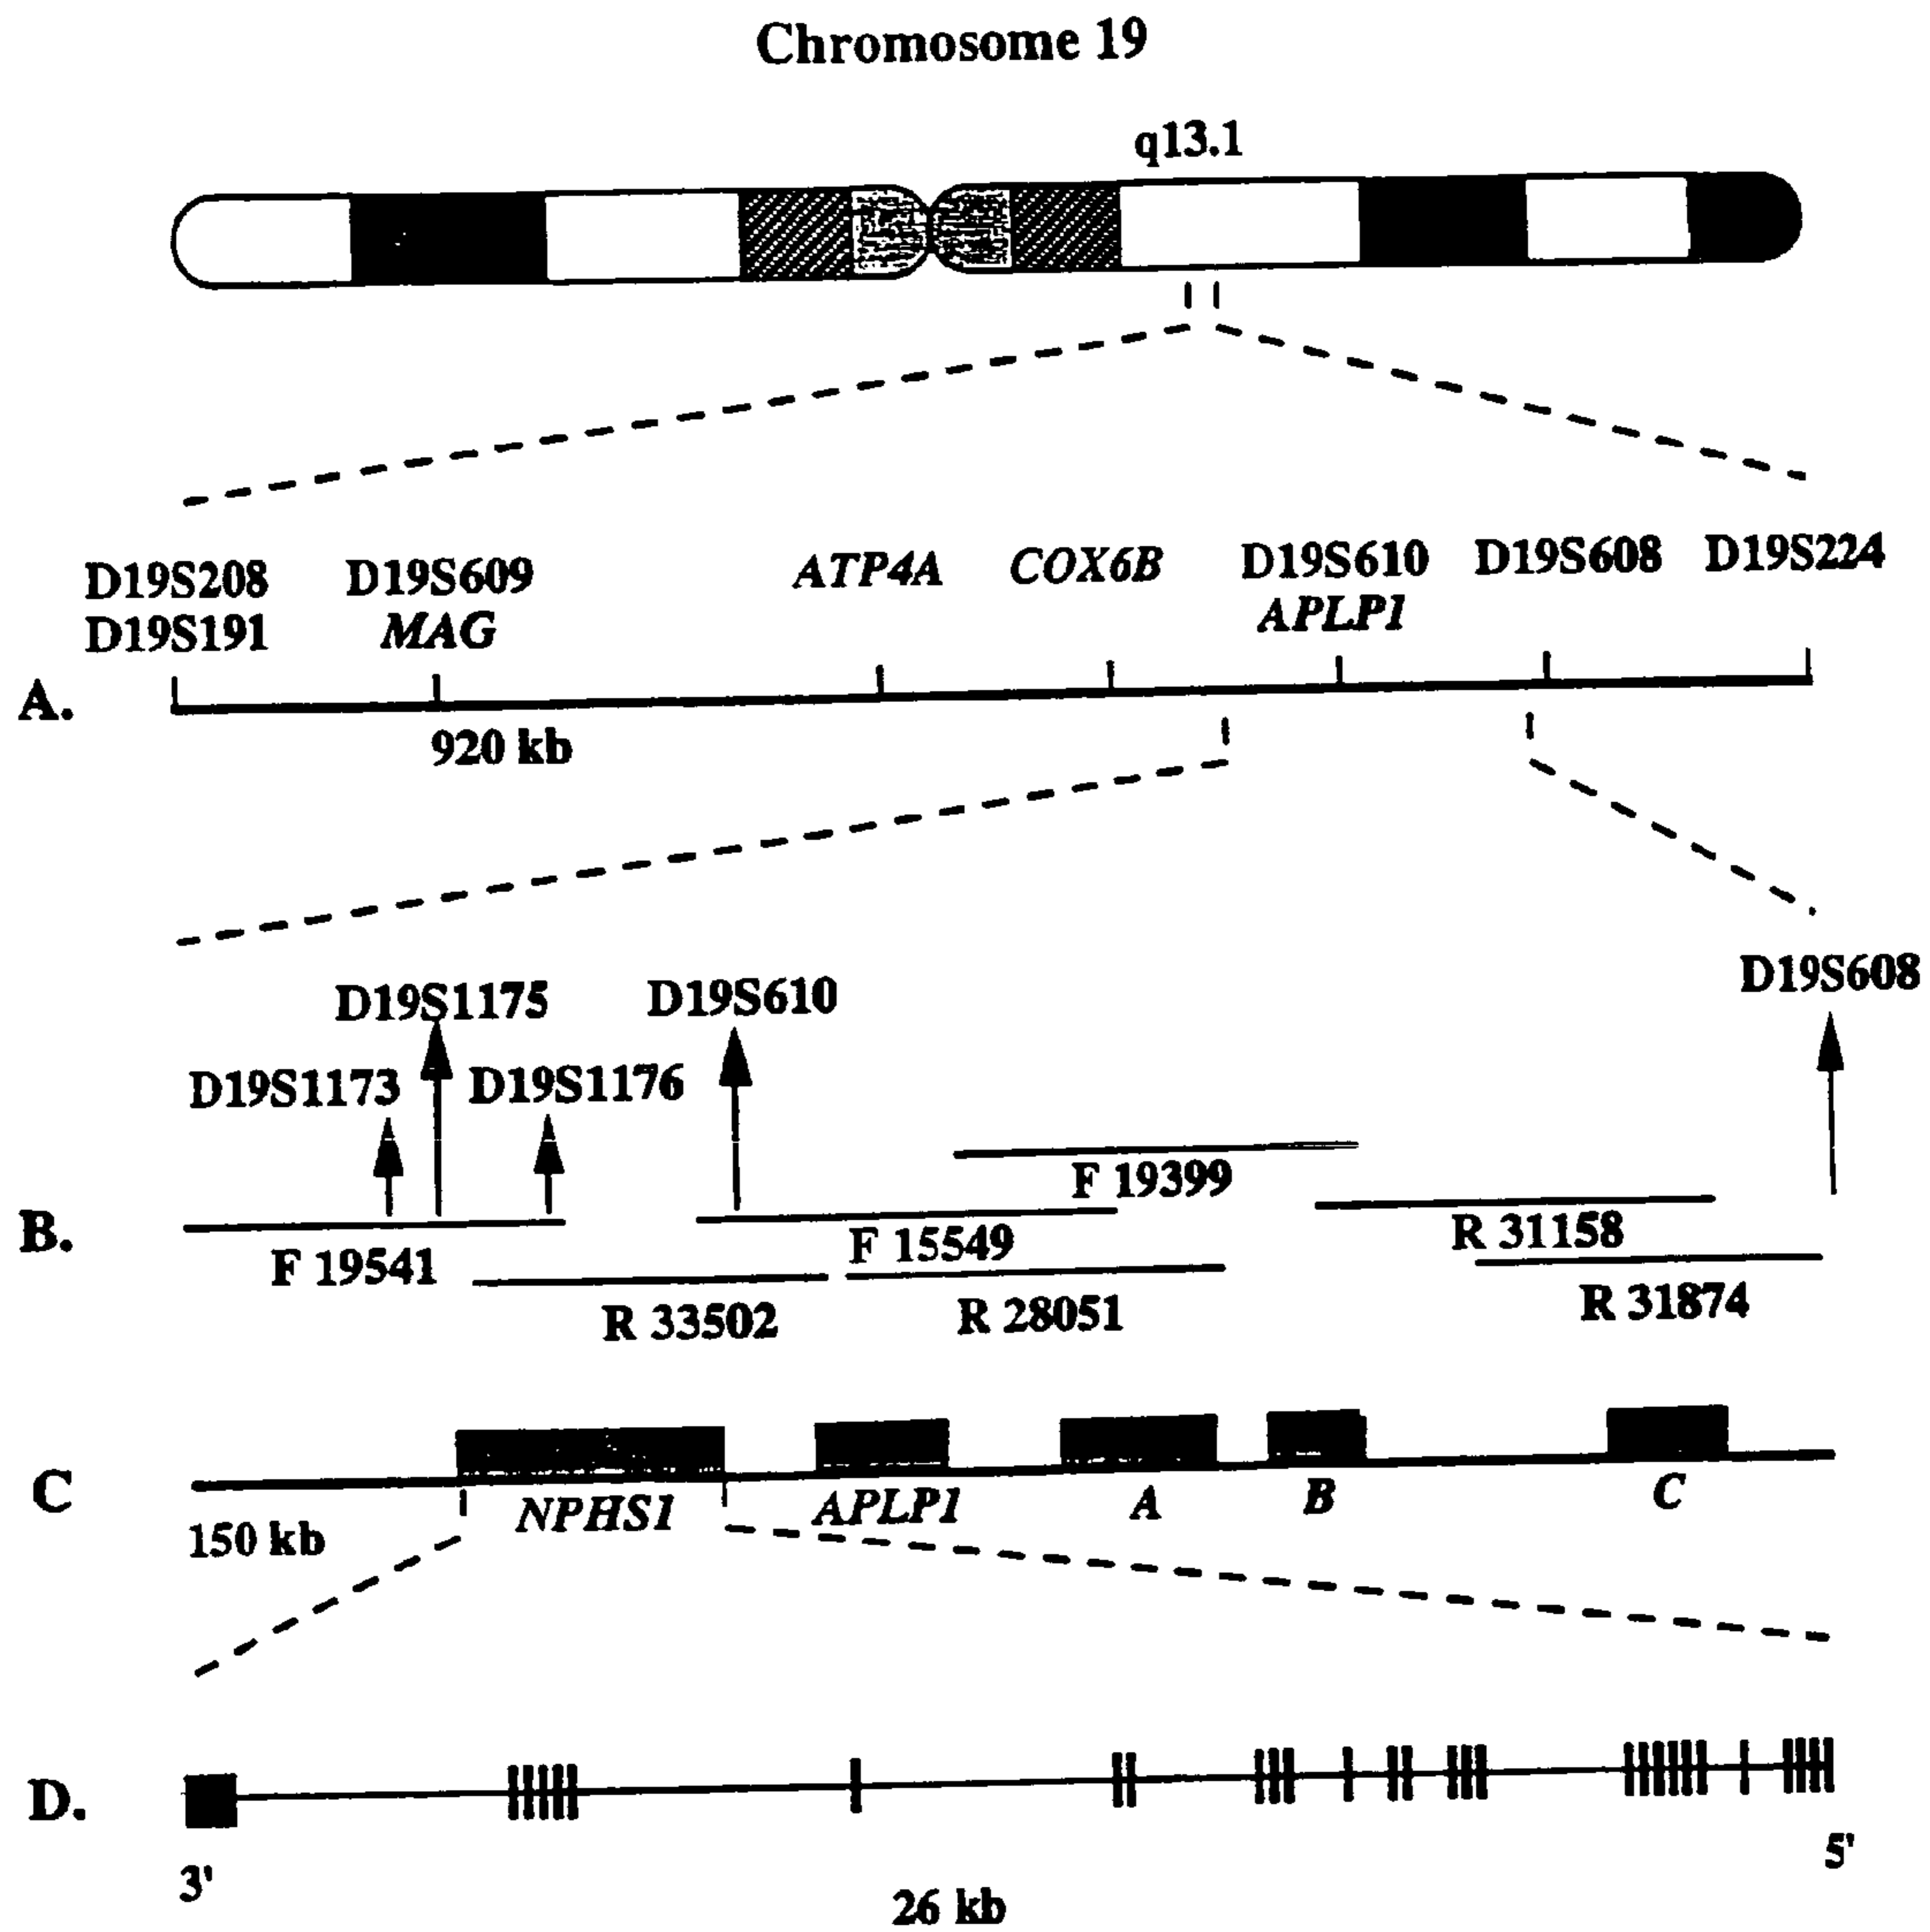 Chromosome 19
q13.1
D19S208 D19S609 ATP4A COX6B D19S610 D19S608 D19S224
D19S191 MAG APLP1
A.
920 kb
D19S1175 D19S610 D19S608
D19S1173 D19S1176
F 19399
B.
F 19541 F 15549 R 31158
R 33502 R 28051 R 31874
C
NPHS1 APLP1 A B C
150 kb
D.
3' 5'
26 kb